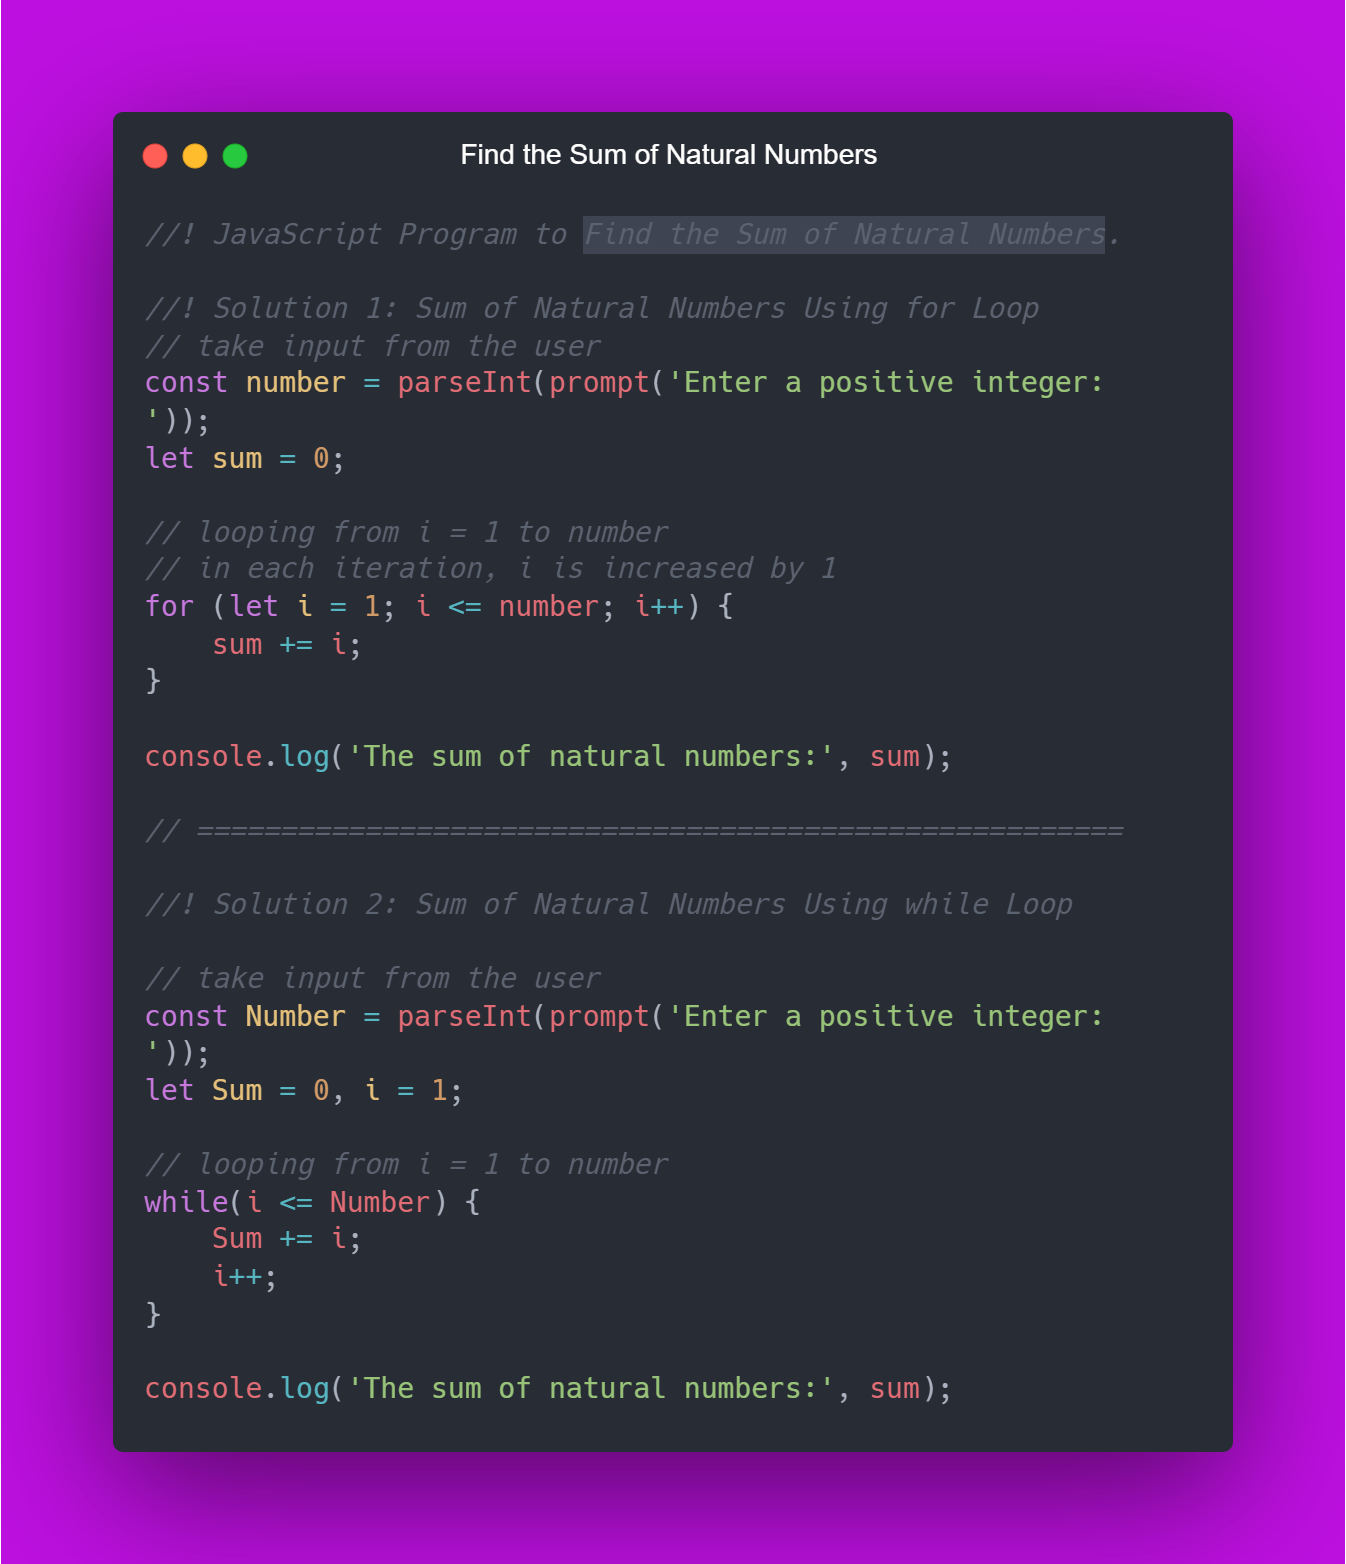 Find the Sum of Natural Numbers
//! JavaScript Program to Find the Sum of Natural Numbers.
//! Solution 1: Sum of Natural Numbers Using for Loop
// take input from the user
const number = parseInt(prompt('Enter a positive integer:
'));
let sum = 0;
// looping from i = 1 to number
// in each iteration, i is increased by 1
for (let i = 1; i <= number; i++) {
    sum += i;
}
console.log('The sum of natural numbers:', sum);
// =======================================================
//! Solution 2: Sum of Natural Numbers Using while Loop
// take input from the user
const Number = parseInt(prompt('Enter a positive integer:
'));
let Sum = 0, i = 1;
// looping from i = 1 to number
while(i <= Number) {
    Sum += i;
    i++;
}
console.log('The sum of natural numbers:', sum);